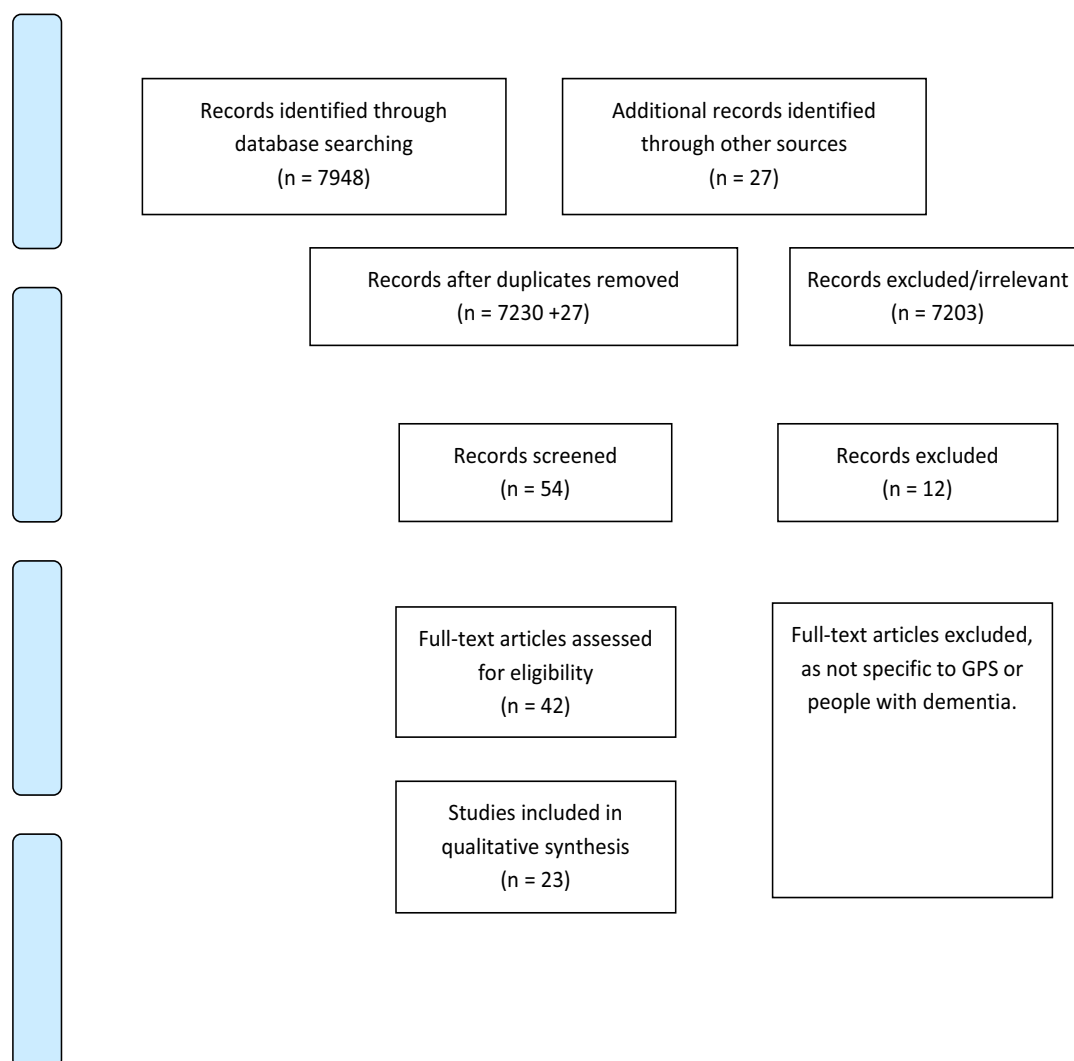 Records identified through
database searching
(n = 7948)
Additional records identified
through other sources
(n = 27)
Records after duplicates removed
(n = 7230 +27)
Records excluded/irrelevant
(n = 7203)
Records screened
(n = 54)
Records excluded
(n = 12)
Full-text articles assessed
for eligibility
(n = 42)
Full-text articles excluded,
as not specific to GPS or
people with dementia.
Studies included in
qualitative synthesis
(n = 23)